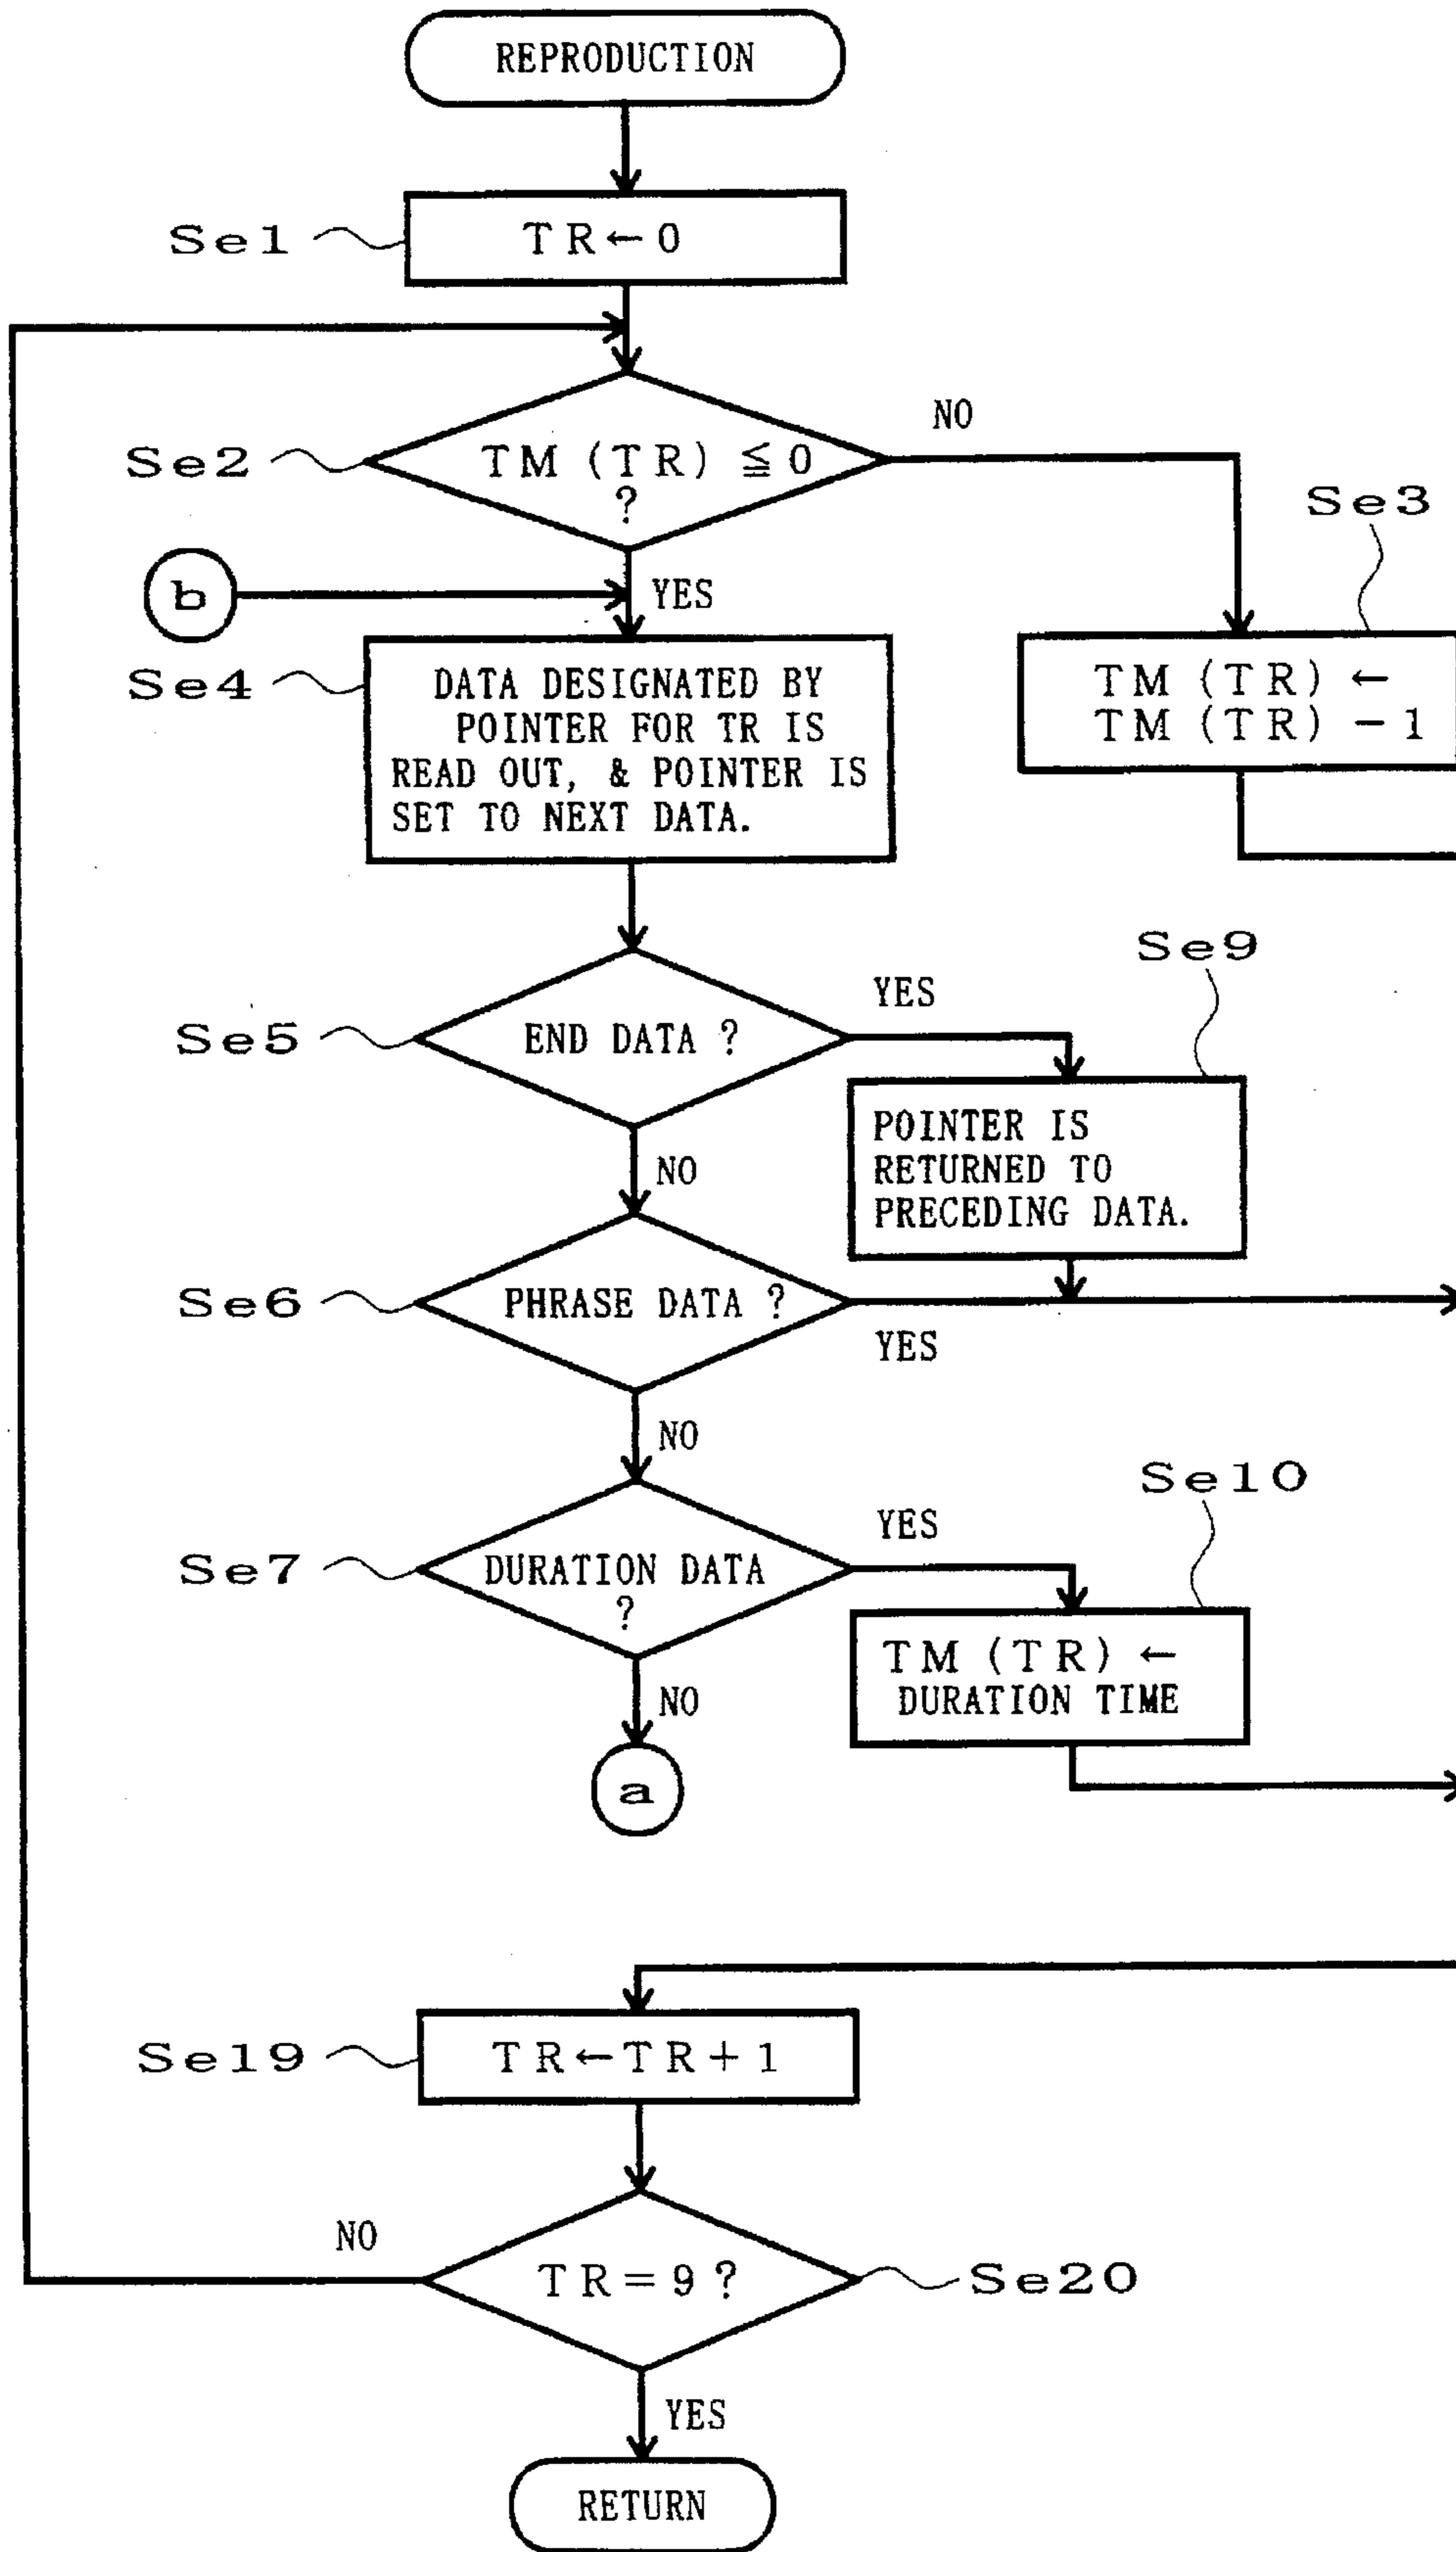 REPRODUCTION
Se1
TR←0
Se2
TM (TR) ≦0
?
NO
Se3
TM (TR) ←
TM (TR) −1
b
YES
Se4
DATA DESIGNATED BY
POINTER FOR TR IS
READ OUT, & POINTER IS
SET TO NEXT DATA.
Se5
END DATA ?
YES
Se9
POINTER IS
RETURNED TO
PRECEDING DATA.
NO
Se6
PHRASE DATA ?
YES
NO
Se7
DURATION DATA
?
YES
Se10
TM (TR) ←
DURATION TIME
NO
a
Se19
TR←TR+1
NO
TR=9?
Se20
YES
RETURN